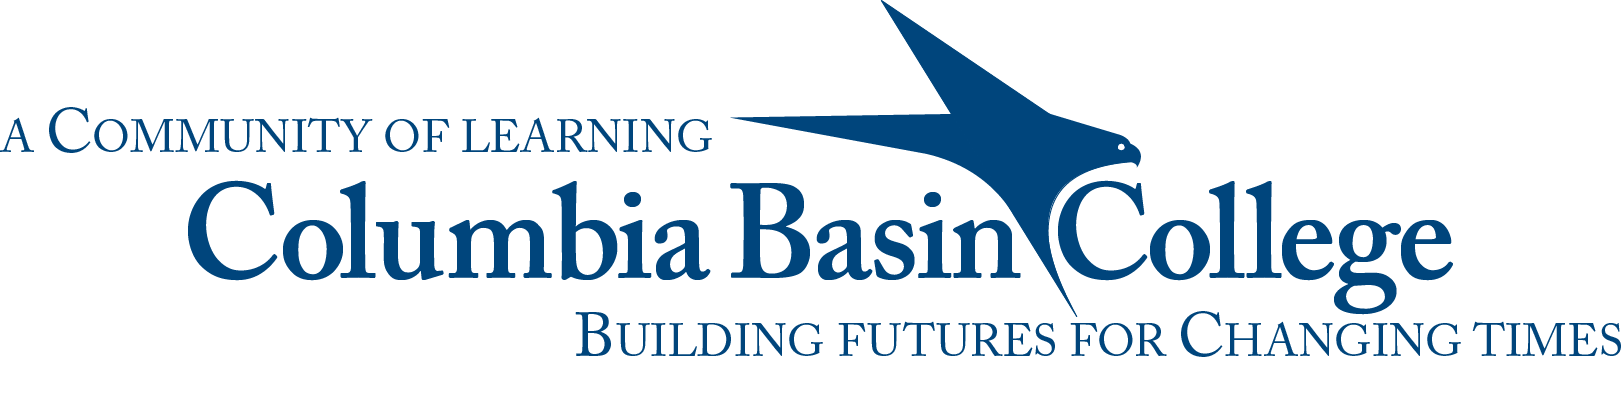 A COMMUNITY OF LEARNING
Columbia Basin College
BUILDING FUTURES FOR CHANGING TIMES